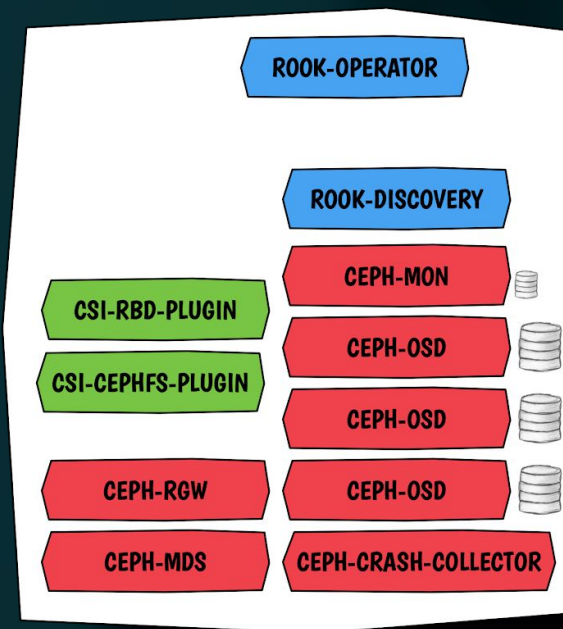 ROOK-OPERATOR
ROOK-DISCOVERY
CEPH-MON
CSI-RBD-PLUGIN
CEPH-OSD
CSI-CEPHFS-PLUGIN
CEPH-OSD
CEPH-RGW
CEPH-OSD
CEPH-MDS
CEPH-CRASH-COLLECTOR